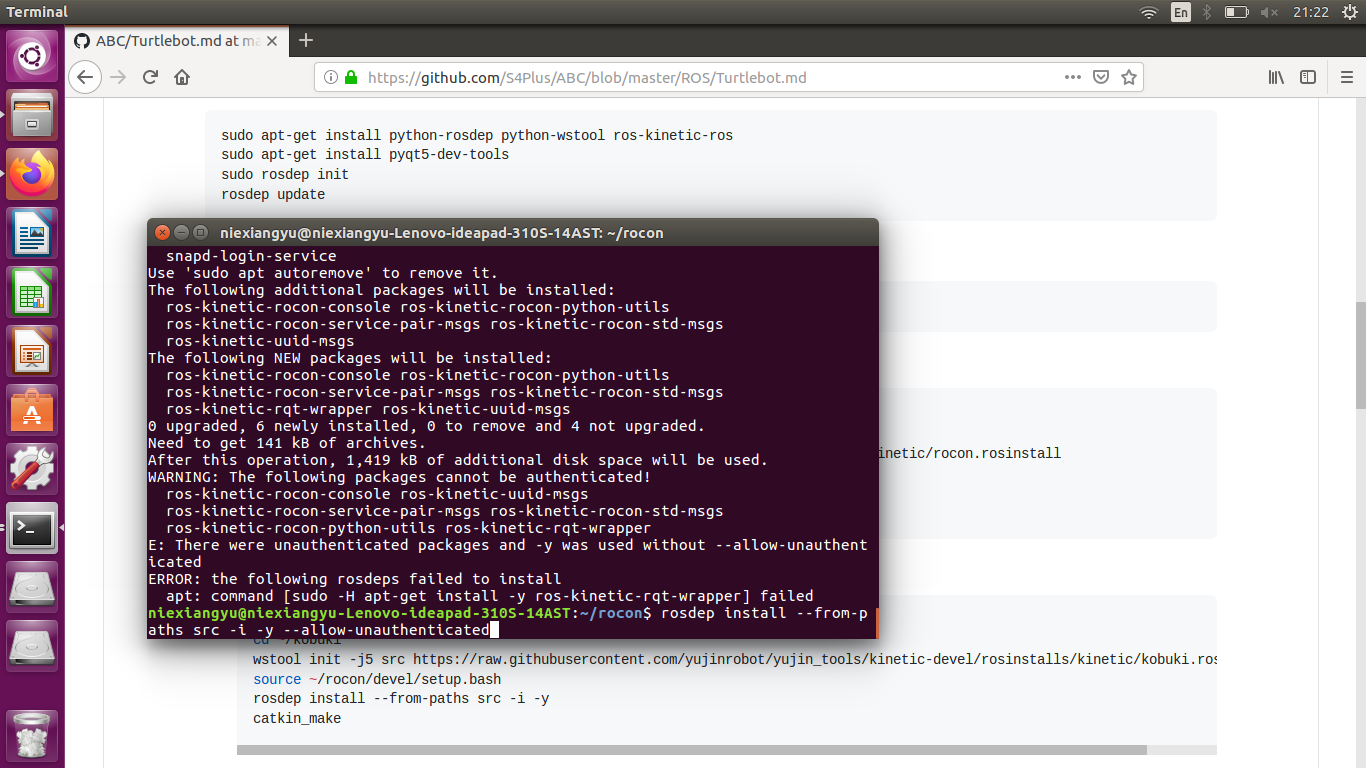 Terminal
En
21:22
ABC/Turtlebot.md at ma
https://github.com/S4Plus/ABC/blob/master/ROS/Turtlebot.md
sudo apt-get install python-rosdep python-wstool ros-kinetic-ros
sudo apt-get install pyqt5-dev-tools
sudo rosdep init
rosdep update
niexiangyu@niexiangyu-Lenovo-ideapad-310S-14AST: ~/rocon
snapd-login-service
Use 'sudo apt autoremove' to remove it.
The following additional packages will be installed:
ros-kinetic-rocon-console ros-kinetic-rocon-python-utils
ros-kinetic-rocon-service-pair-msgs ros-kinetic-rocon-std-msgs
ros-kinetic-uuid-msgs
The following NEW packages will be installed:
ros-kinetic-rocon-console ros-kinetic-rocon-python-utils
ros-kinetic-rocon-service-pair-msgs ros-kinetic-rocon-std-msgs
ros-kinetic-rqt-wrapper ros-kinetic-uuid-msgs
0 upgraded, 6 newly installed, 0 to remove and 4 not upgraded.
Need to get 141 kB of archives.
After this operation, 1,419 kB of additional disk space will be used.
WARNING: The following packages cannot be authenticated!
ros-kinetic-rocon-console ros-kinetic-uuid-msgs
ros-kinetic-rocon-service-pair-msgs ros-kinetic-rocon-std-msgs
ros-kinetic-rocon-python-utils ros-kinetic-rqt-wrapper
E: There were unauthenticated packages and -y was used without --allow-unauthent
icated
ERROR: the following rosdeps failed to install
apt: command [sudo -H apt-get install -y ros-kinetic-rqt-wrapper] failed
niexiangyu@niexiangyu-Lenovo-ideapad-310S-14AST:~/rocon$ rosdep install --from-p
aths src -i -y --allow-unauthenticated
inetic/rocon.rosinstall
cd ~/kobuki
wstool init -j5 src https://raw.githubusercontent.com/yujinrobot/yujin_tools/kinetic-devel/rosinstalls/kinetic/kobuki.ros
source ~/rocon/devel/setup.bash
rosdep install --from-paths src -i -y
catkin_make